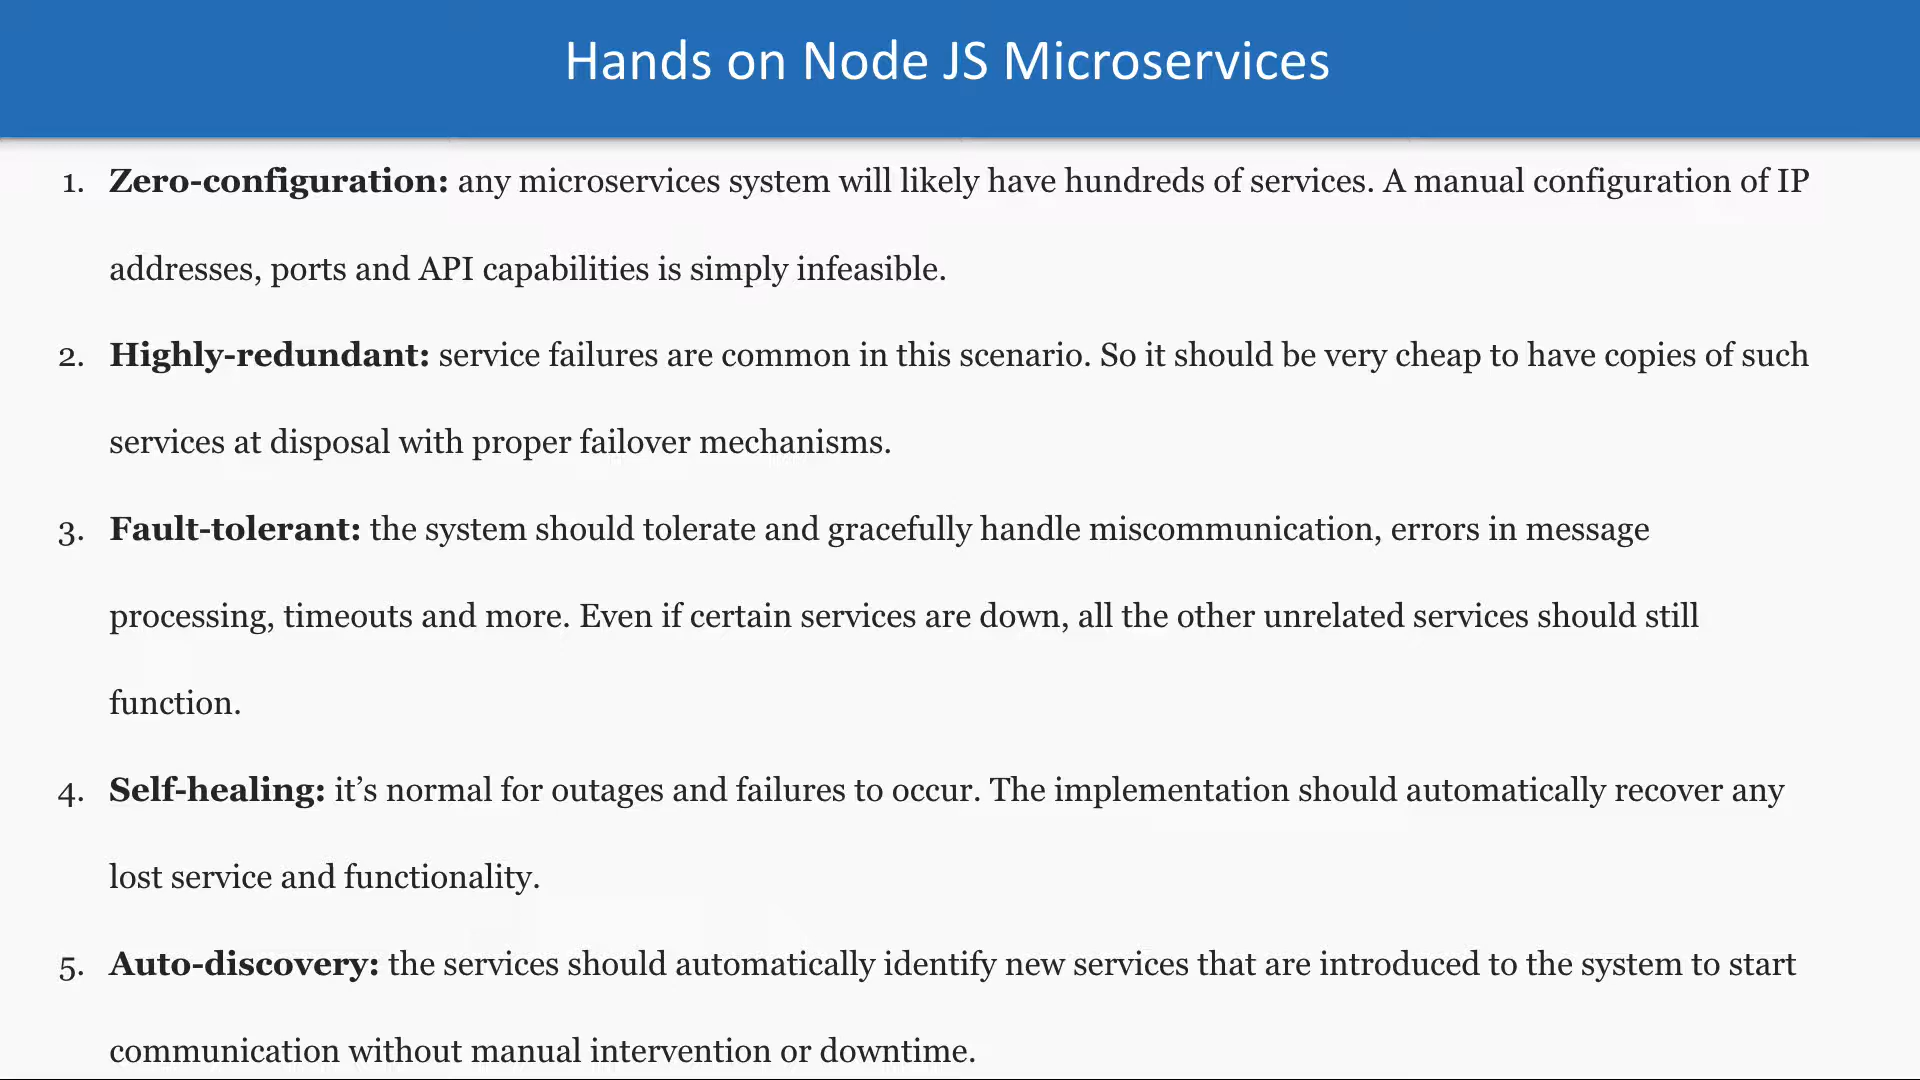 Hands on Node JS Microservices
1. Zero-configuration: any microservices system will likely have hundreds of services. A manual configuration of IP
addresses, ports and API capabilities is simply infeasible.
2. Highly-redundant: service failures are common in this scenario. So it should be very cheap to have copies of such
services at disposal with proper failover mechanisms.
3. Fault-tolerant: the system should tolerate and gracefully handle miscommunication, errors in message
processing, timeouts and more. Even if certain services are down, all the other unrelated services should still
function.
4. Self-healing: it’s normal for outages and failures to occur. The implementation should automatically recover any
lost service and functionality.
5. Auto-discovery: the services should automatically identify new services that are introduced to the system to start
communication without manual intervention or downtime.